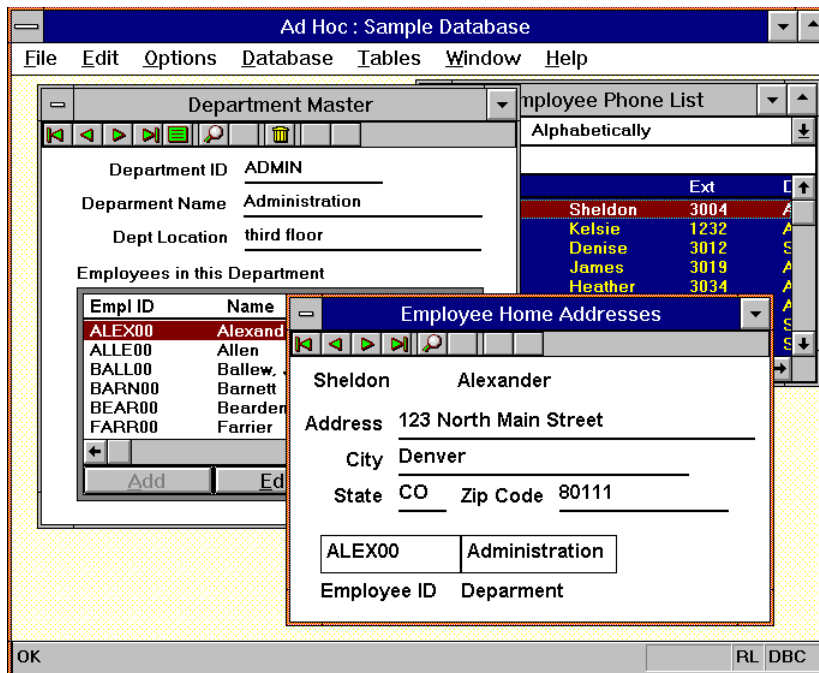 Ad Hoc : Sample Database
File Edit Options Database Tables Window Help
Department Master
Department ID ADMIN
Deparment Name Administration
Dept Location third floor
Employees in this Department
Empl ID Name
ALEX00 Alexand
ALLE00 Allen
BALL00 Ballew,
BARN00 Barnett
BEAR00 Bearden
FARR00 Farrier
Add Ed
mployee Phone List
Alphabetically
Ext D
Sheldon 3004 A
Kelsie 1232 A
Denise 3012 S
James 3019 A
Heather 3034 A
A
S
S
Employee Home Addresses
Sheldon Alexander
Address 123 North Main Street
City Denver
State CO Zip Code 80111
ALEX00 Administration
Employee ID Deparment
OK RL DBC